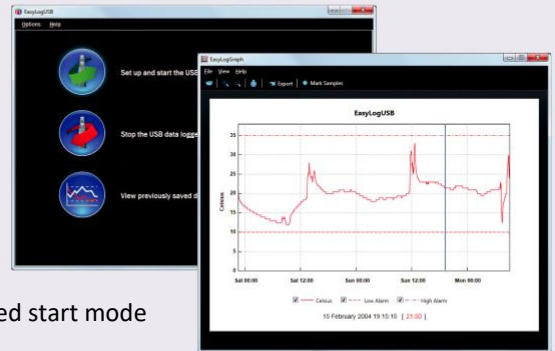 EasyLogUSB
Options Help
Set up and start the USB
Stop the USB data logge
View previously saved d
EasyLogGraph
File View Help
Export Mark Samples
EasyLogUSB
35
30
25
20
15
10
5
0
Celsius
Sat 00:00 Sat 12:00 Sun 00:00 Sun 12:00 Mon 00:00
Celsius Low Alarm High Alarm
15 February 2004 19:15:15 [ 21.50 ]
ed start mode